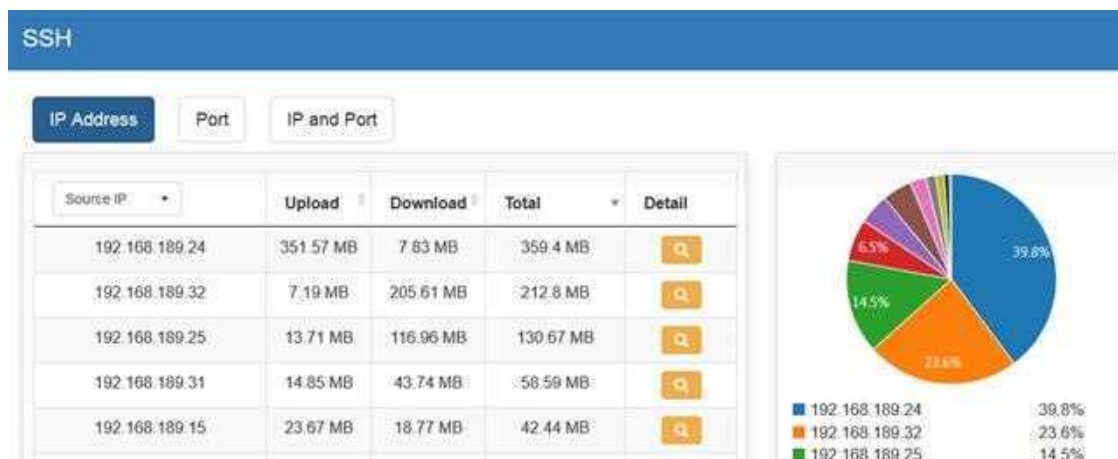 SSH
IP Address Port IP and Port
Source IP Upload Download Total Detail
192.168.189.24 351.57 MB 7.83 MB 359.4 MB
192.168.189.32 7.19 MB 205.61 MB 212.8 MB
192.168.189.25 13.71 MB 116.96 MB 130.67 MB
192.168.189.31 14.85 MB 43.74 MB 58.59 MB
192.168.189.15 23.67 MB 18.77 MB 42.44 MB
6.5%
39.8%
14.5%
23.6%
192.168.189.24 39.8%
192.168.189.32 23.6%
192.168.189.25 14.5%